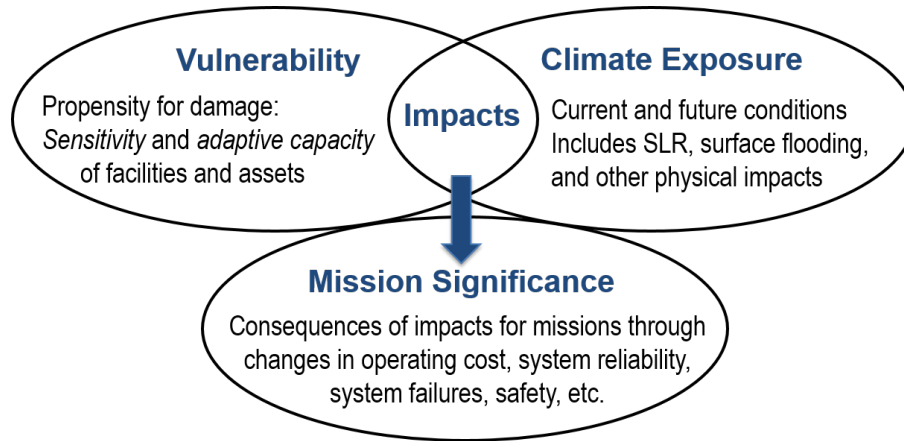 Vulnerability
Propensity for damage:
Sensitivity and adaptive capacity
of facilities and assets
Impacts
Climate Exposure
Current and future conditions
Includes SLR, surface flooding,
and other physical impacts
Mission Significance
Consequences of impacts for missions through
changes in operating cost, system reliability,
system failures, safety, etc.